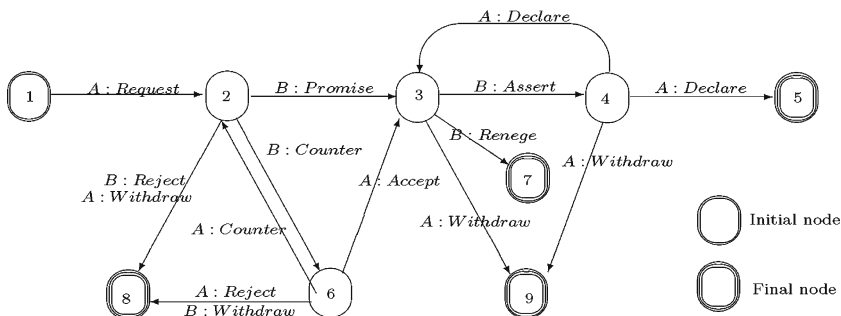 A : Declare
1
A : Request
2
B : Promise
3
B : Assert
4
A : Declare
5
B : Renege
B : Counter
7
A : Withdraw
B : Reject
A : Withdraw
A : Accept
A : Counter
A : Withdraw
Initial node
8
A : Reject
B : Withdraw
6
9
Final node